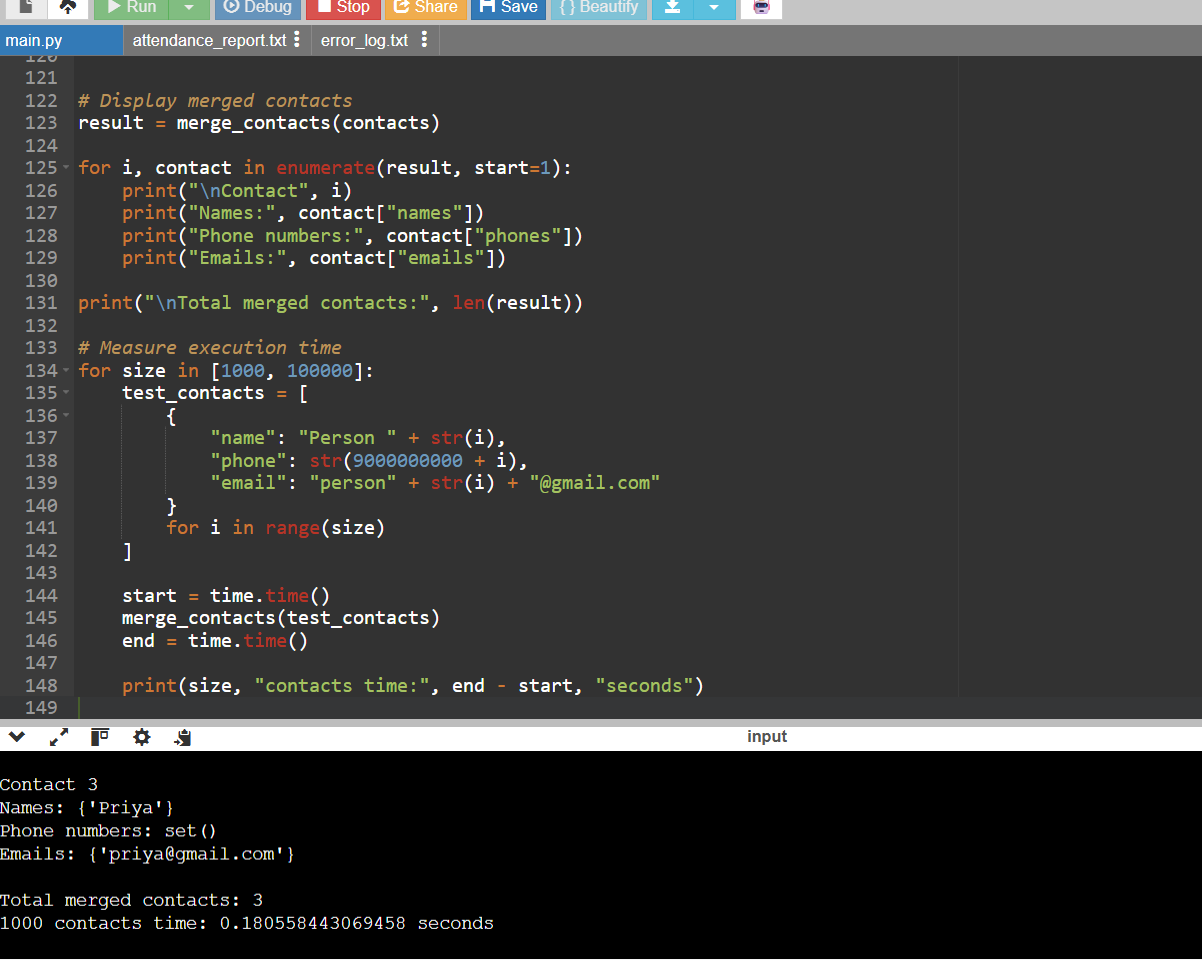 Run Debug Stop Share Save { } Beautify
main.py attendance_report.txt error_log.txt
120
121
122 # Display merged contacts
123 result = merge_contacts(contacts)
124
125 for i, contact in enumerate(result, start=1):
126     print("\nContact", i)
127     print("Names:", contact["names"])
128     print("Phone numbers:", contact["phones"])
129     print("Emails:", contact["emails"])
130
131 print("\nTotal merged contacts:", len(result))
132
133 # Measure execution time
134 for size in [1000, 100000]:
135     test_contacts = [
136         {
137             "name": "Person " + str(i),
138             "phone": str(9000000000 + i),
139             "email": "person" + str(i) + "@gmail.com"
140         }
141         for i in range(size)
142     ]
143
144     start = time.time()
145     merge_contacts(test_contacts)
146     end = time.time()
147
148     print(size, "contacts time:", end - start, "seconds")
149
input
Contact 3
Names: {'Priya'}
Phone numbers: set()
Emails: {'priya@gmail.com'}
Total merged contacts: 3
1000 contacts time: 0.180558443069458 seconds